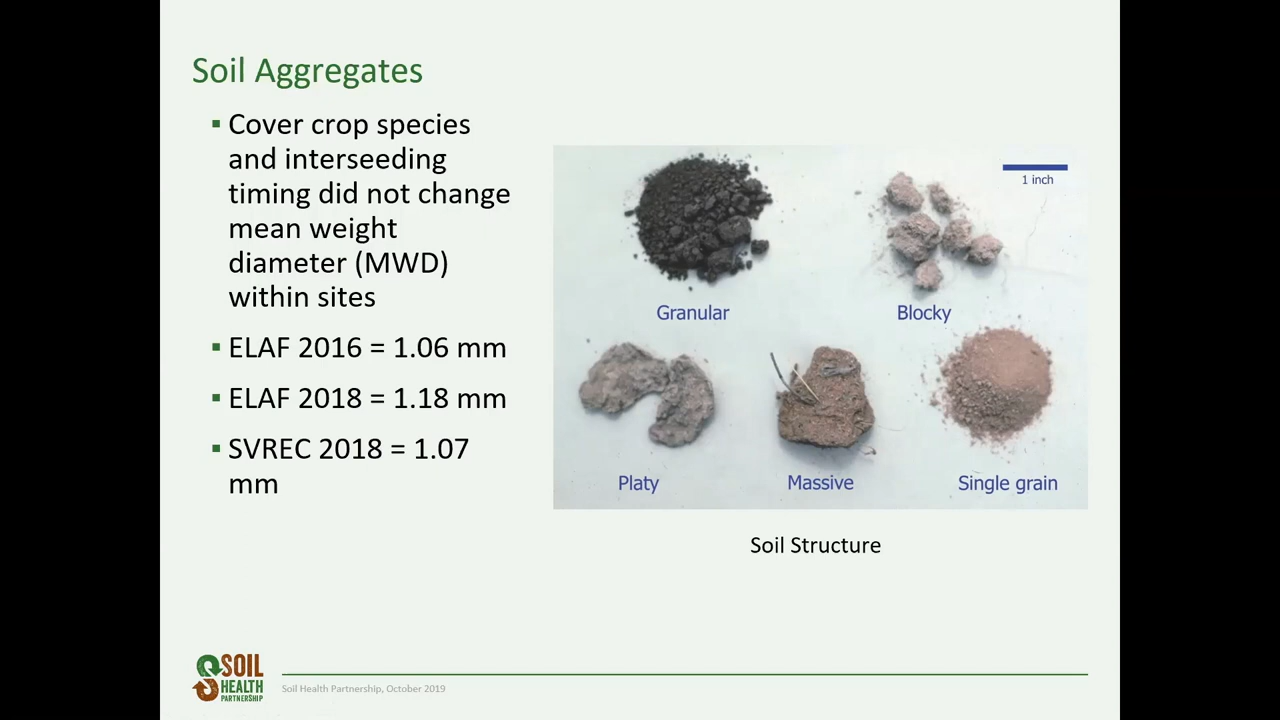 Soil Aggregates
▪ Cover crop species
and interseeding
timing did not change
mean weight
diameter (MWD)
within sites
▪ ELAF 2016 = 1.06 mm
▪ ELAF 2018 = 1.18 mm
▪ SVREC 2018 = 1.07
mm
1 inch
Granular
Blocky
Platy
Massive
Single grain
Soil Structure
SOIL
HEALTH
PARTNERSHIP
Soil Health Partnership, October 2019